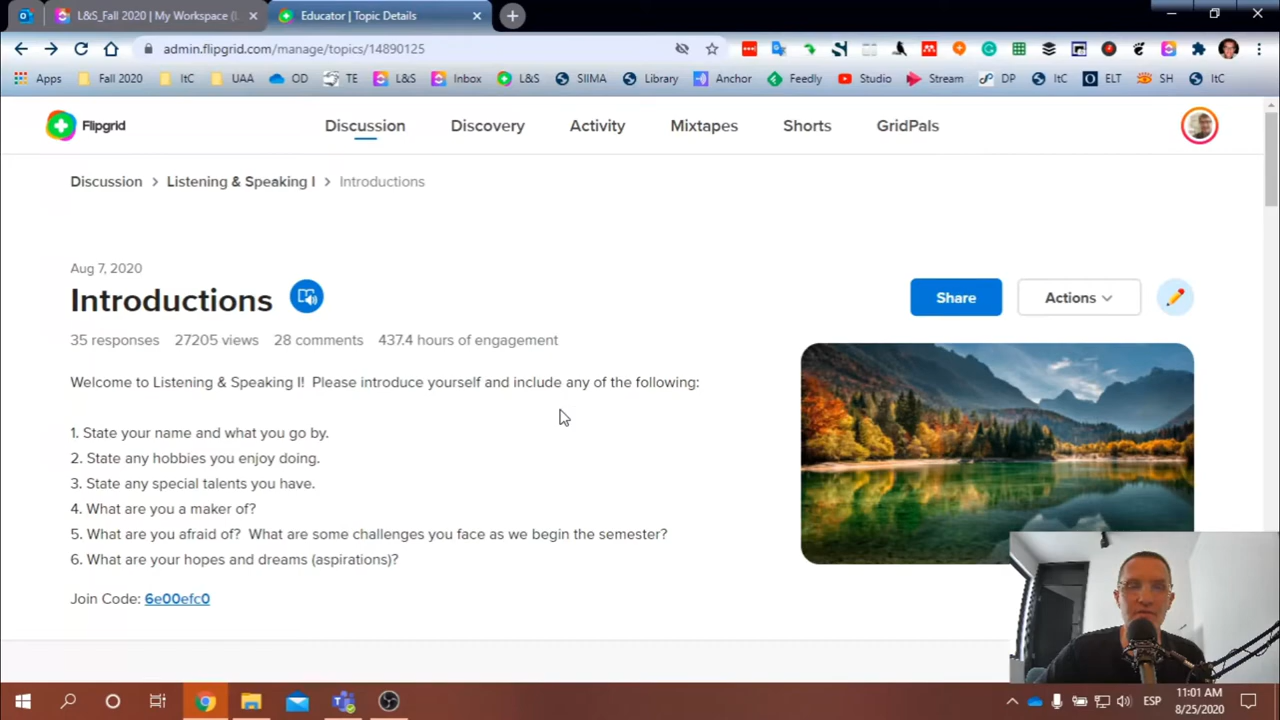 L&S_Fall 2020 | My Workspace (L
Educator | Topic Details
admin.flipgrid.com/manage/topics/14890125
Apps
Fall 2020
ItC
UAA
OD
TE
L&S
Inbox
L&S
SIIMA
Library
Anchor
Feedly
Studio
Stream
DP
ItC
ELT
SH
ItC
Flipgrid
Discussion
Discovery
Activity
Mixtapes
Shorts
GridPals
Discussion > Listening & Speaking I > Introductions
Aug 7, 2020
Introductions
Share
Actions
35 responses 27205 views 28 comments 437.4 hours of engagement
Welcome to Listening & Speaking I! Please introduce yourself and include any of the following:
1. State your name and what you go by.
2. State any hobbies you enjoy doing.
3. State any special talents you have.
4. What are you a maker of?
5. What are you afraid of? What are some challenges you face as we begin the semester?
6. What are your hopes and dreams (aspirations)?
Join Code: 6e00efc0
ESP
11:01 AM
8/25/2020